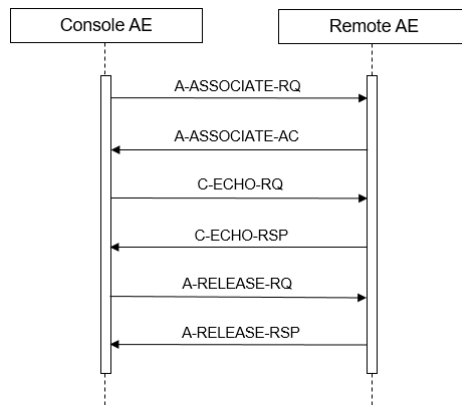 Console AE
Remote AE
A-ASSOCIATE-RQ
A-ASSOCIATE-AC
C-ECHO-RQ
C-ECHO-RSP
A-RELEASE-RQ
A-RELEASE-RSP